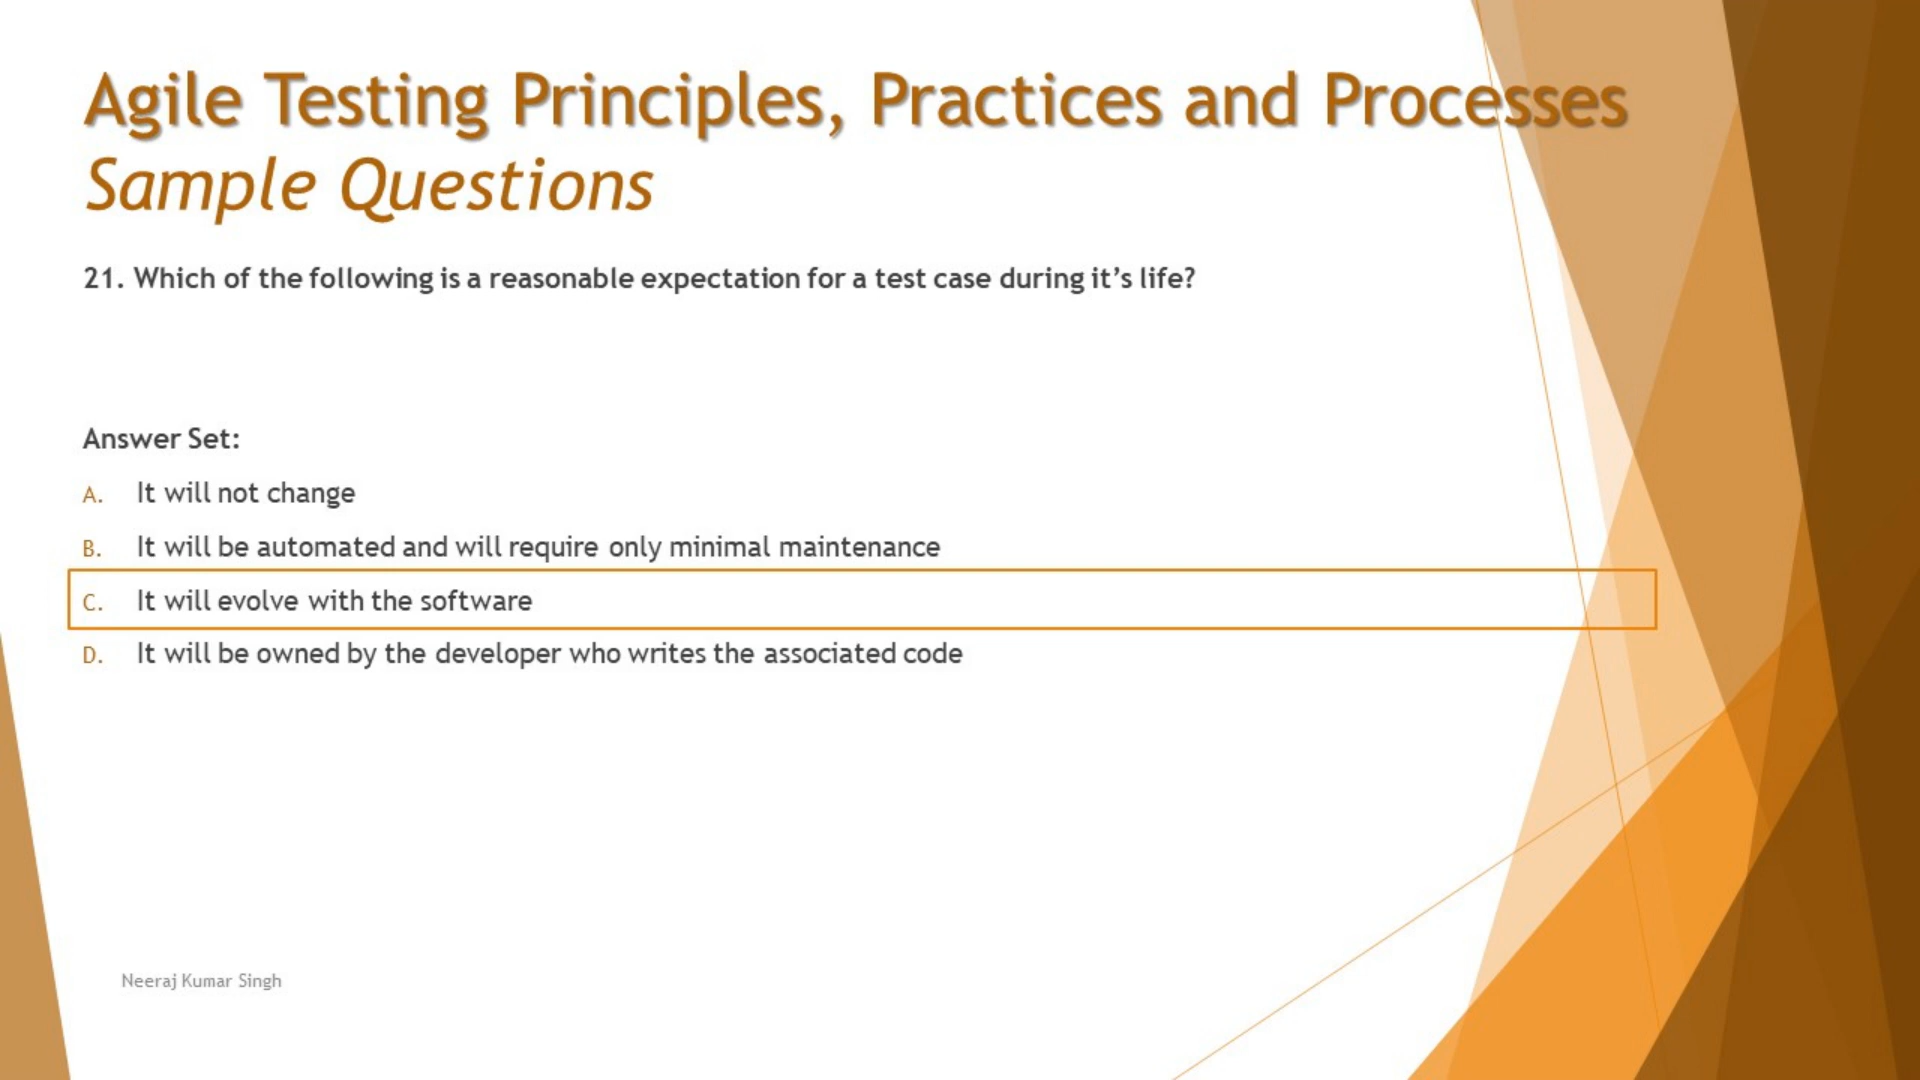 Agile Testing Principles, Practices and Processes
Sample Questions
21. Which of the following is a reasonable expectation for a test case during it’s life?
Answer Set:
A. It will not change
B. It will be automated and will require only minimal maintenance
C. It will evolve with the software
D. It will be owned by the developer who writes the associated code
Neeraj Kumar Singh